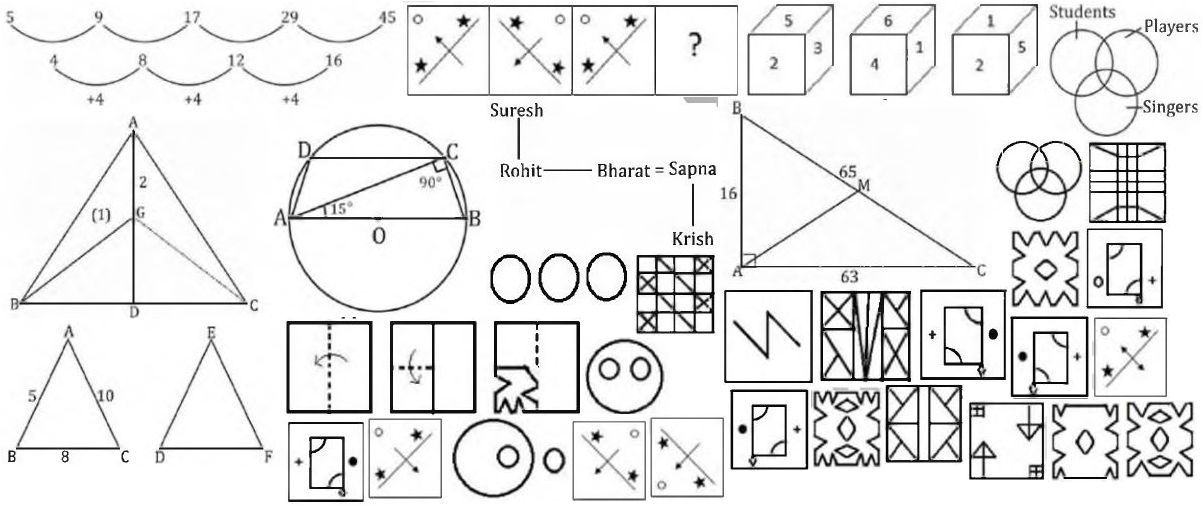 5 9 17 29 45
4 8 12 16
+4 +4 +4
?
5
2 3
6
4 1
1
2 5
Students
Players
Singers
A
2
(1) G
B D C
D C
90°
A 15° B
O
Suresh
Rohit Bharat = Sapna
Krish
B
65
16 M
A C
63
A
5 10
B 8 C
E
D F
+ +
+
+
+
+